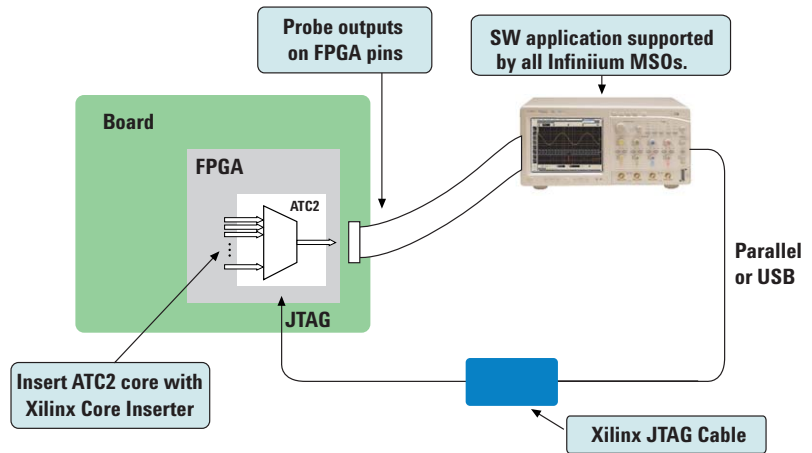 Probe outputs
on FPGA pins
SW application supported
by all Infiniium MSOs.
Board
FPGA
ATC2
Parallel
or USB
JTAG
Insert ATC2 core with
Xilinx Core Inserter
Xilinx JTAG Cable